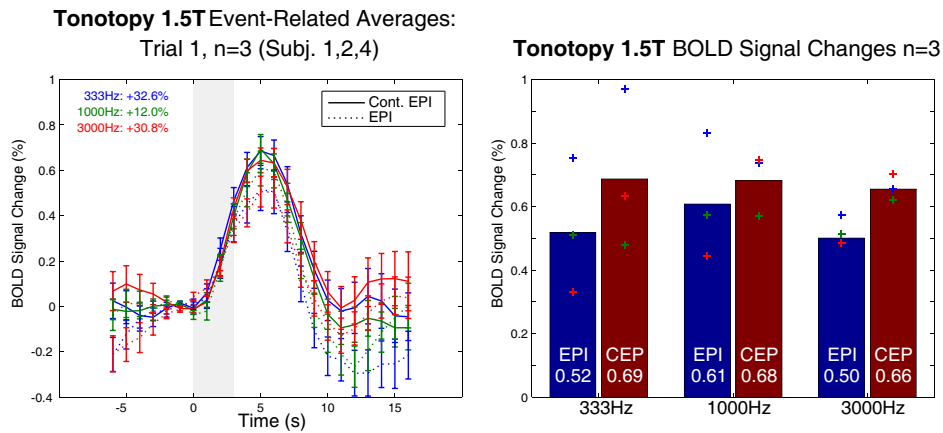 Tonotopy 1.5T Event-Related Averages:
Trial 1, n=3 (Subj. 1,2,4)
333Hz: +32.6%
1000Hz: +12.0%
3000Hz: +30.8%
Cont. EPI
EPI
BOLD Signal Change (%)
1
0.8
0.6
0.4
0.2
0
-0.2
-0.4
-5 0 5 10 15
Time (s)
Tonotopy 1.5T BOLD Signal Changes n=3
BOLD Signal Change (%)
1
0.8
0.6
0.4
0.2
0
EPI CEP EPI CEP EPI CEP
0.52 0.69 0.61 0.68 0.50 0.66
333Hz 1000Hz 3000Hz